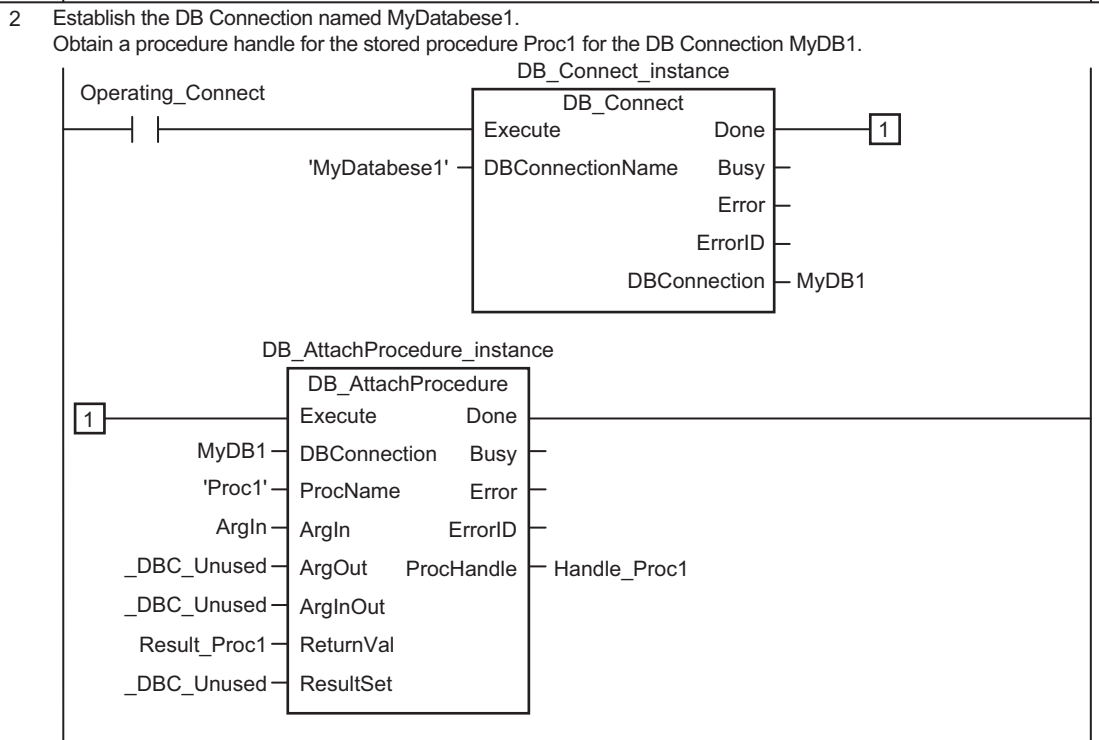 2 Establish the DB Connection named MyDatabese1.
Obtain a procedure handle for the stored procedure Proc1 for the DB Connection MyDB1.
DB_Connect_instance
Operating_Connect
DB_Connect
Execute Done 1
'MyDatabese1' DBConnectionName Busy
Error
ErrorID
DBConnection MyDB1
DB_AttachProcedure_instance
DB_AttachProcedure
1 Execute Done
MyDB1 DBConnection Busy
'Proc1' ProcName Error
ArgIn ArgIn ErrorID
_DBC_Unused ArgOut ProcHandle Handle_Proc1
_DBC_Unused ArgInOut
Result_Proc1 ReturnVal
_DBC_Unused ResultSet